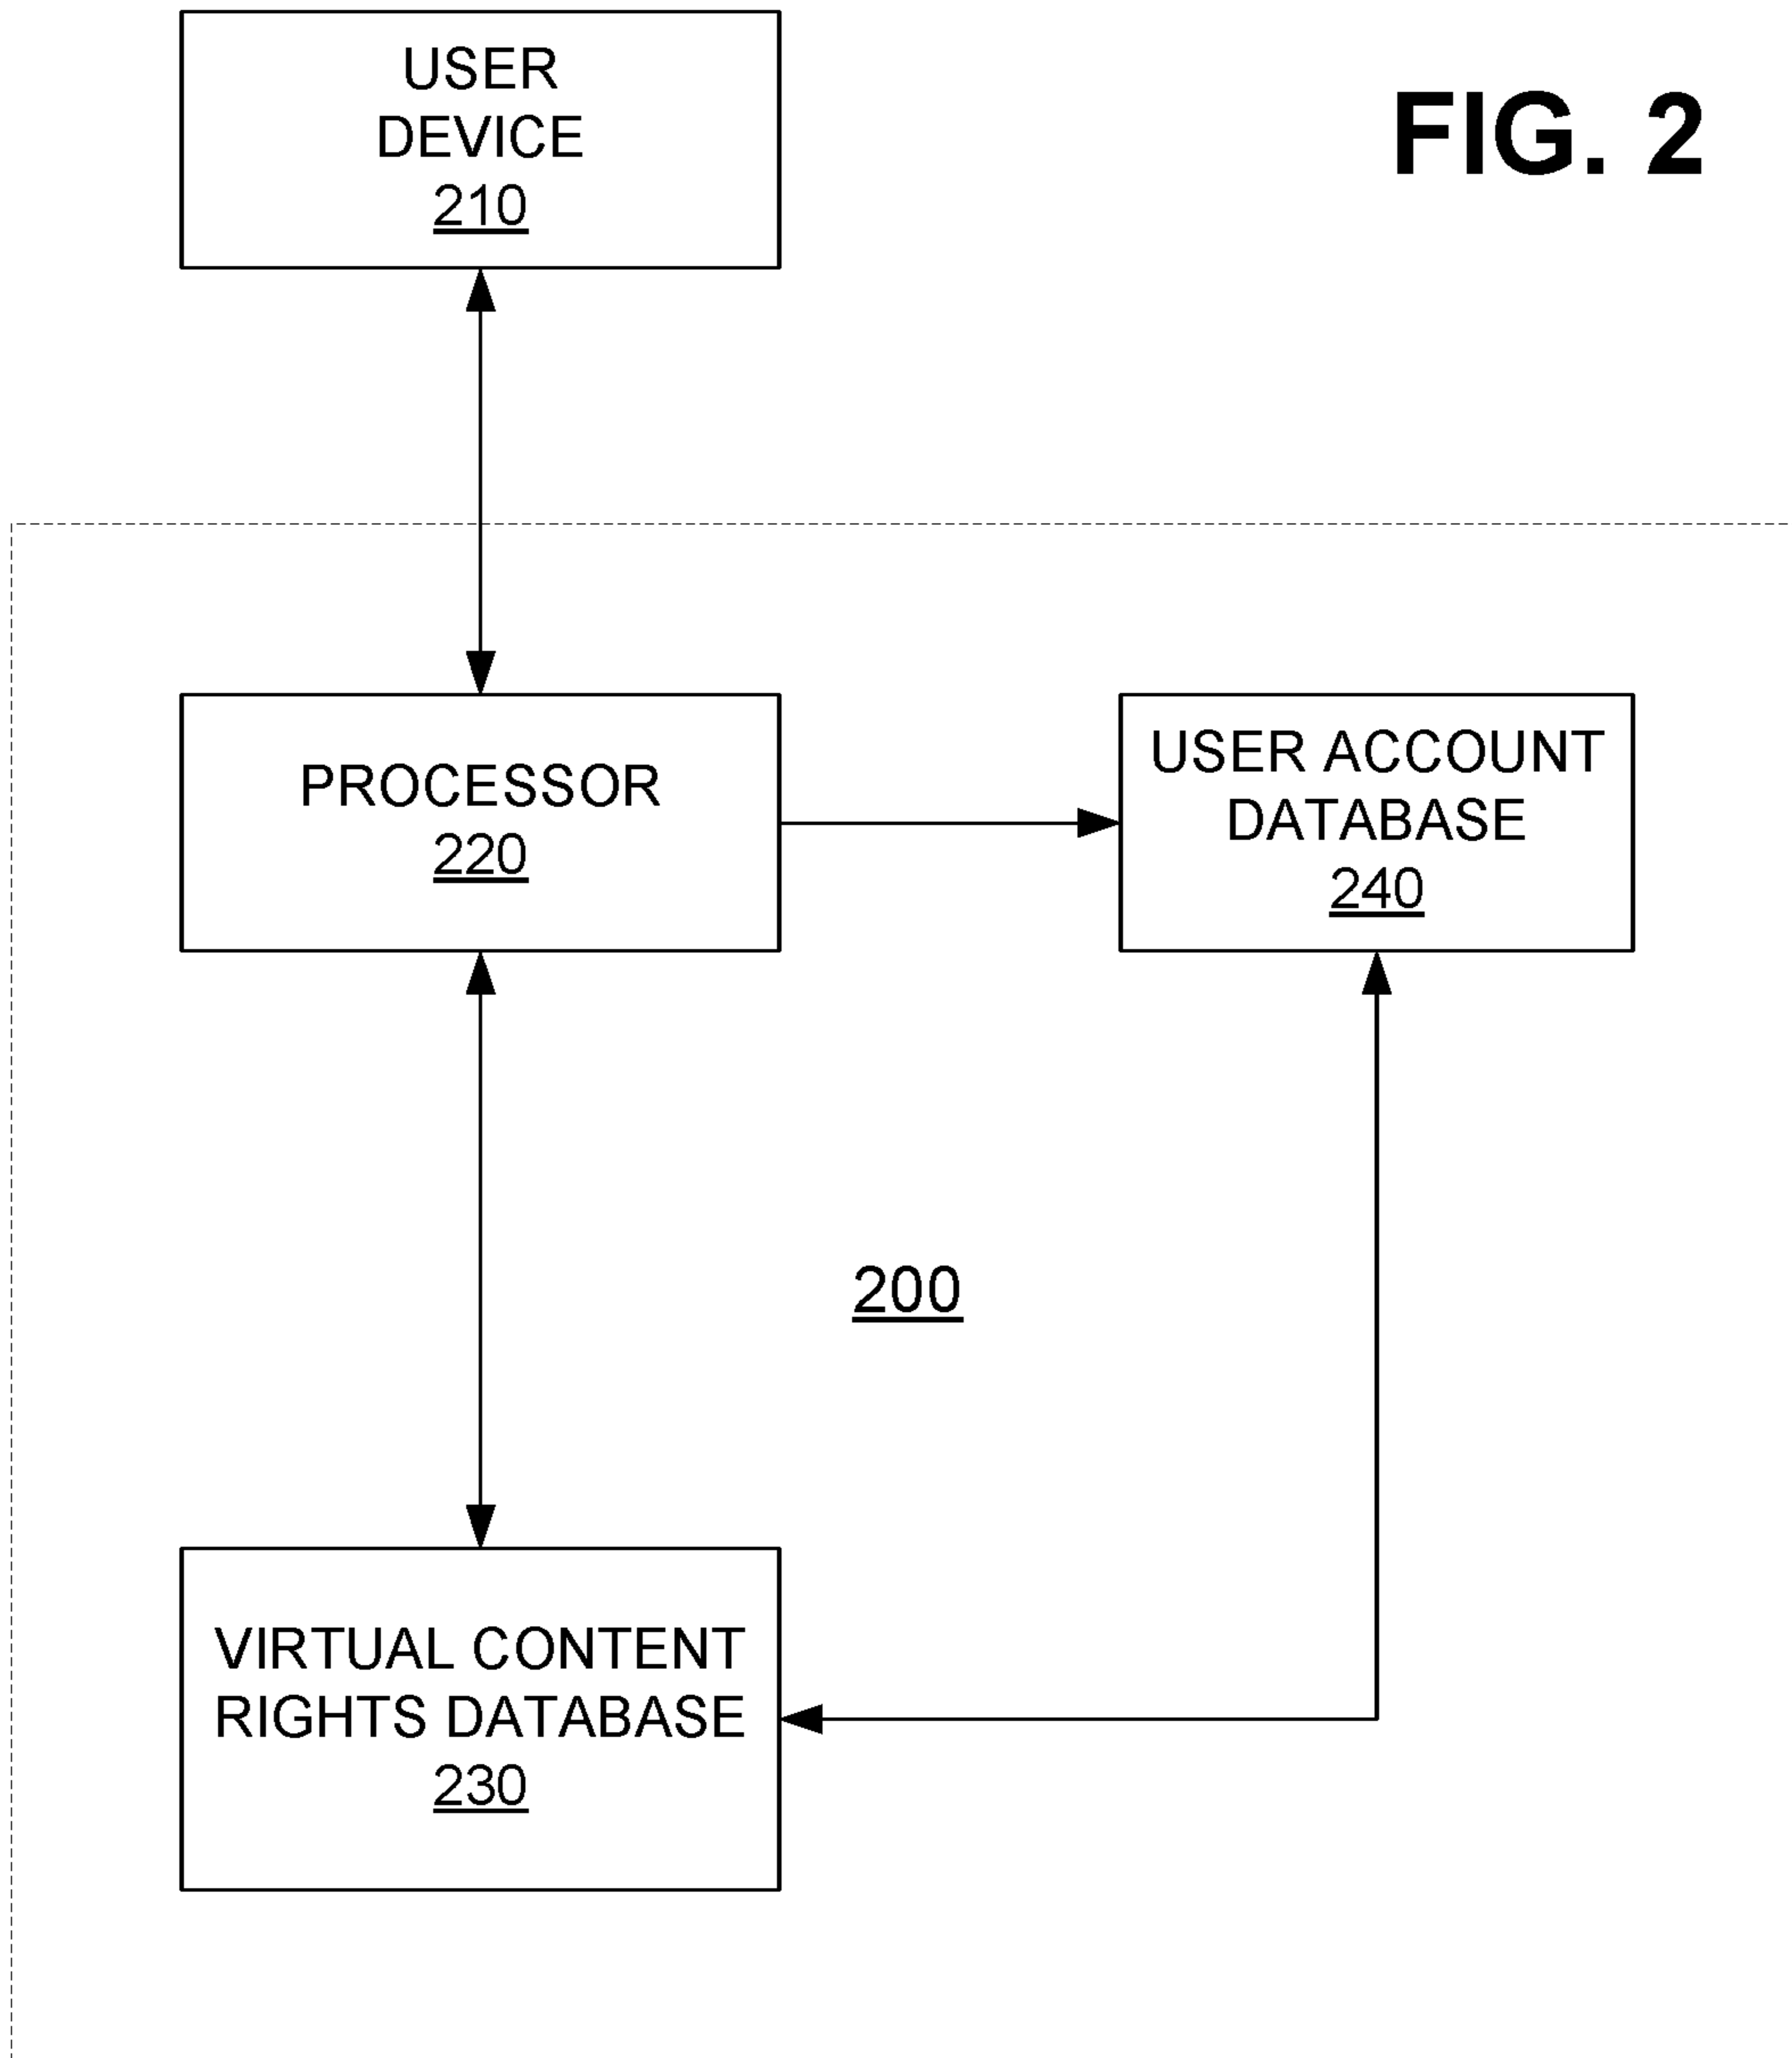 USER
DEVICE
210
FIG. 2
PROCESSOR
220
USER ACCOUNT
DATABASE
240
200
VIRTUAL CONTENT
RIGHTS DATABASE
230